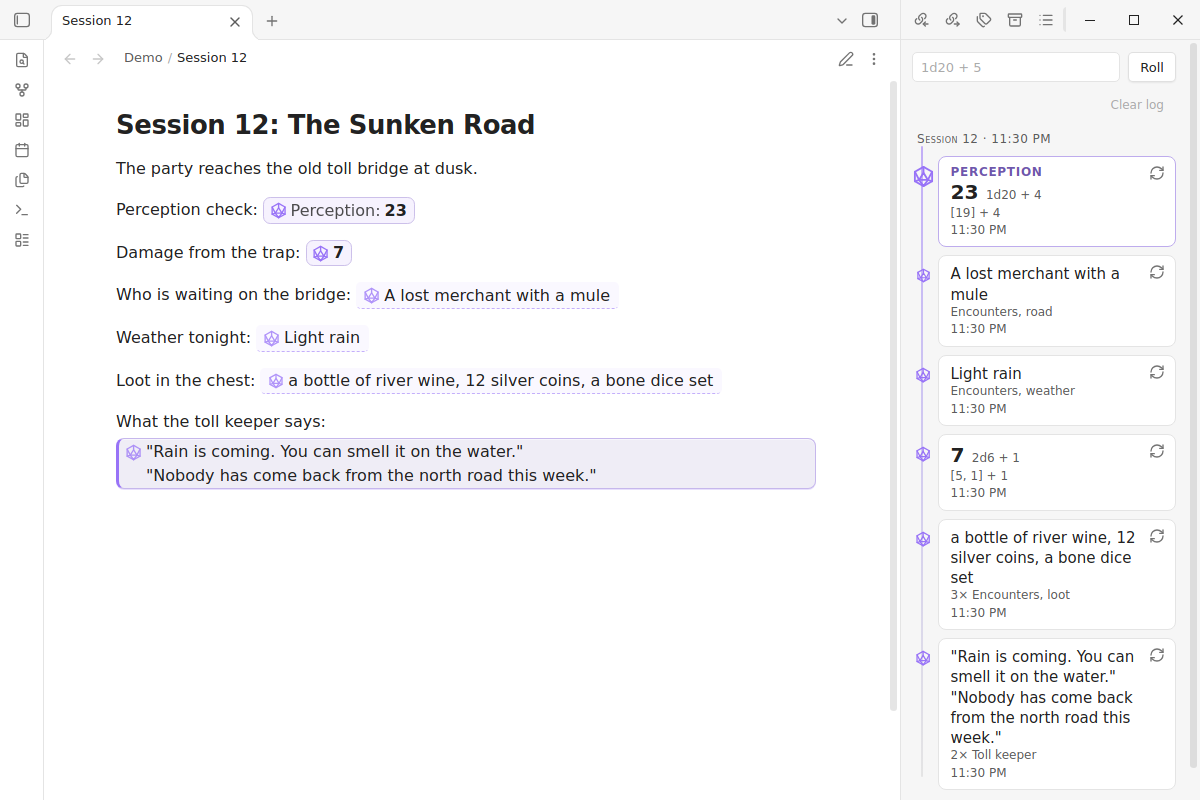 Session 12
Demo / Session 12
Session 12: The Sunken Road
The party reaches the old toll bridge at dusk.
Perception check: Perception: 23
Damage from the trap: 7
Who is waiting on the bridge: A lost merchant with a mule
Weather tonight: Light rain
Loot in the chest: a bottle of river wine, 12 silver coins, a bone dice set
What the toll keeper says:
"Rain is coming. You can smell it on the water."
"Nobody has come back from the north road this week."
1d20 + 5
Roll
Clear log
Session 12 · 11:30 PM
PERCEPTION
23 1d20 + 4
[19] + 4
11:30 PM
A lost merchant with a
mule
Encounters, road
11:30 PM
Light rain
Encounters, weather
11:30 PM
7 2d6 + 1
[5, 1] + 1
11:30 PM
a bottle of river wine, 12
silver coins, a bone dice
set
3× Encounters, loot
11:30 PM
"Rain is coming. You can
smell it on the water."
"Nobody has come back
from the north road this
week."
2× Toll keeper
11:30 PM